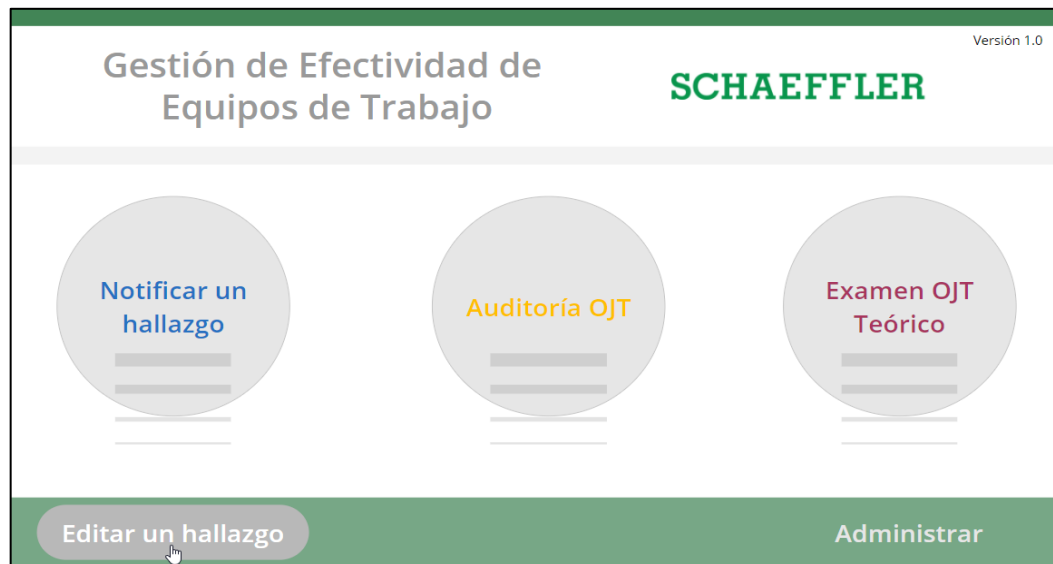 Versión 1.0
Gestión de Efectividad de
Equipos de Trabajo
SCHAEFFLER
Notificar un
hallazgo
Auditoría OJT
Examen OJT
Teórico
Editar un hallazgo
Administrar